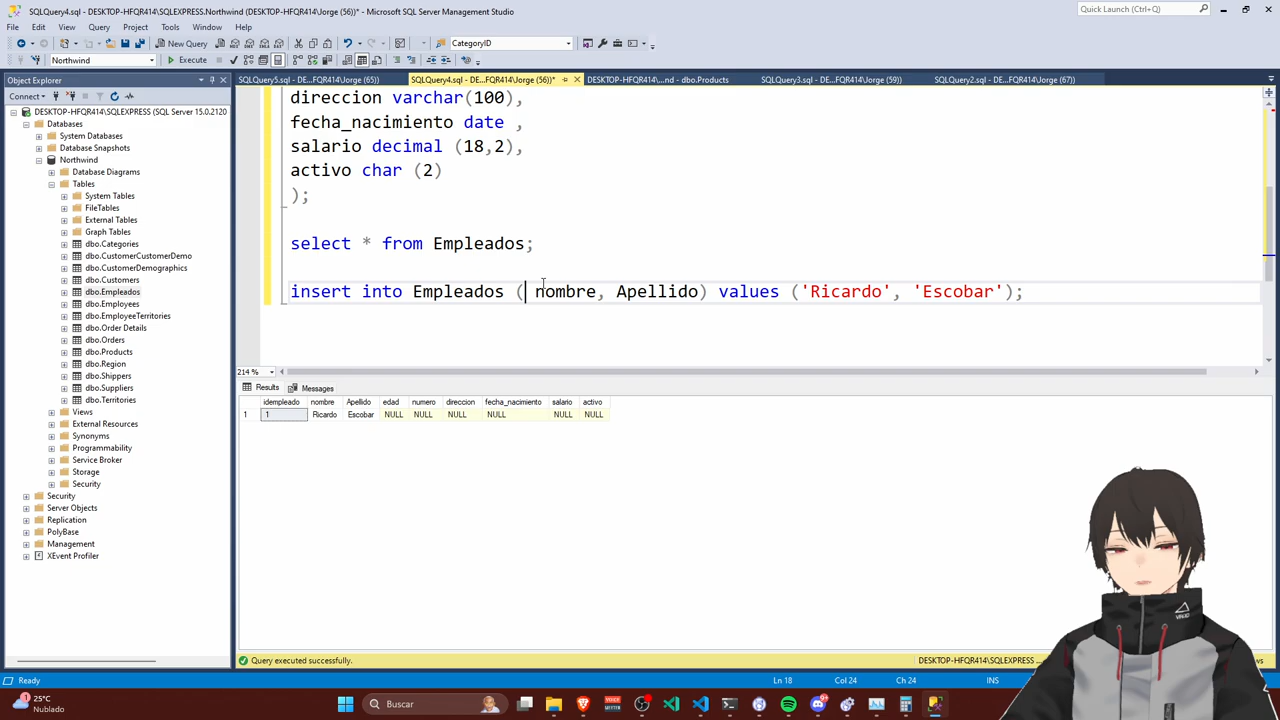 SQLQuery4.sql - DESKTOP-HFQR414\SQLEXPRESS.Northwind (DESKTOP-HFQR414\Jorge (56))* - Microsoft SQL Server Management Studio
Quick Launch (Ctrl+Q)
File Edit View Query Project Tools Window Help
New Query
CategoryID
Northwind
Execute
Object Explorer
SQLQuery5.sql - DE...FQR414\Jorge (65))
SQLQuery4.sql - DE...FQR414\Jorge (56))*
DESKTOP-HFQR414\...nd - dbo.Products
SQLQuery3.sql - DE...FQR414\Jorge (59))
SQLQuery2.sql - DE...FQR414\Jorge (67))
Connect
DESKTOP-HFQR414\SQLEXPRESS (SQL Server 15.0.2120
Databases
System Databases
Database Snapshots
Northwind
Database Diagrams
Tables
System Tables
FileTables
External Tables
Graph Tables
dbo.Categories
dbo.CustomerCustomerDemo
dbo.CustomerDemographics
dbo.Customers
dbo.Empleados
dbo.Employees
dbo.EmployeeTerritories
dbo.Order Details
dbo.Orders
dbo.Products
dbo.Region
dbo.Shippers
dbo.Suppliers
dbo.Territories
Views
External Resources
Synonyms
Programmability
Service Broker
Storage
Security
Security
Server Objects
Replication
PolyBase
Management
XEvent Profiler
direccion varchar(100),
fecha_nacimiento date ,
salario decimal (18,2),
activo char (2)
);
select * from Empleados;
insert into Empleados ( nombre, Apellido) values ('Ricardo', 'Escobar');
214 %
Results Messages
idempleado nombre Apellido edad numero direccion fecha_nacimiento salario activo
1 1 Ricardo Escobar NULL NULL NULL NULL NULL NULL
Query executed successfully.
DESKTOP-HFQR414\SQLEXPRESS
Ready
Ln 18 Col 24 Ch 24 INS
25°C
Nublado
Buscar